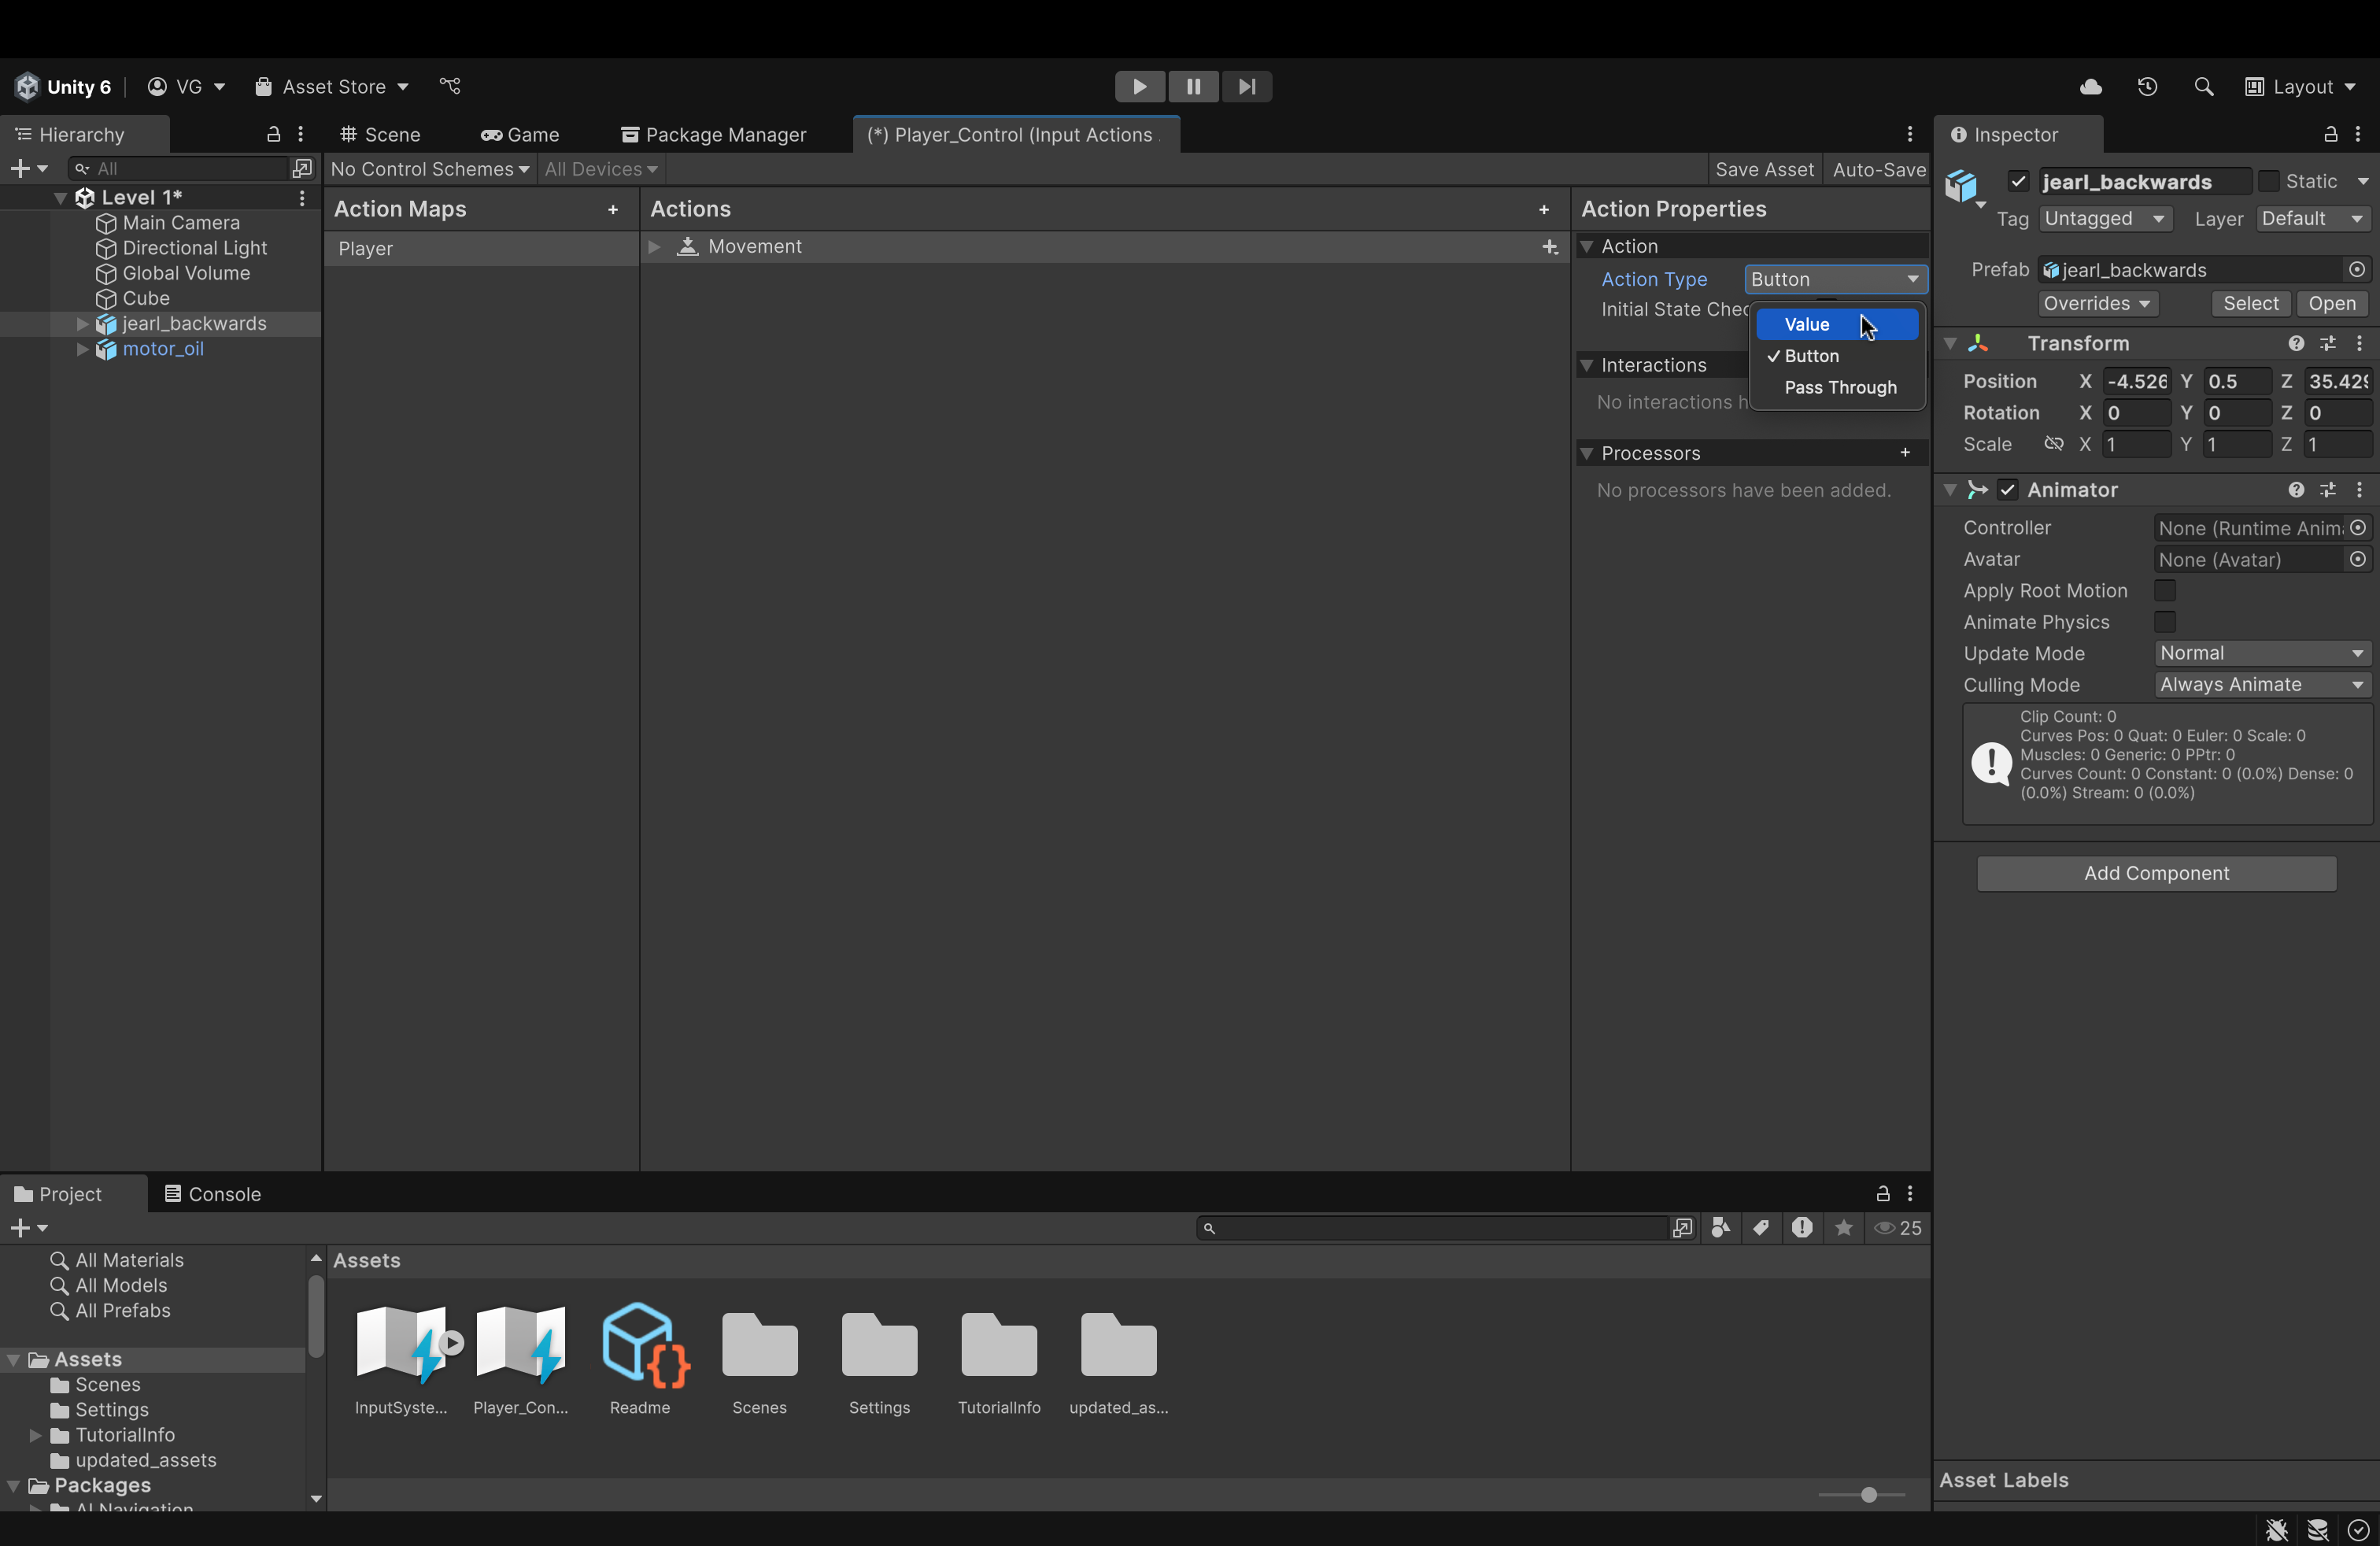 Unity 6
VG
Asset Store
Layout
Hierarchy
Scene
Game
Package Manager
(*) Player_Control (Input Actions
Inspector
All
No Control Schemes
All Devices
Save Asset
Auto-Save
Level 1*
Main Camera
Directional Light
Global Volume
Cube
jearl_backwards
motor_oil
Action Maps
+
Player
Actions
+
Movement
Action Properties
Action
Action Type
Button
Initial State Chec
Value
Button
Pass Through
Interactions
No interactions h
Processors
+
No processors have been added.
jearl_backwards
Static
Tag
Untagged
Layer
Default
Prefab
jearl_backwards
Overrides
Select
Open
Transform
Position X -4.526 Y 0.5 Z 35.429
Rotation X 0 Y 0 Z 0
Scale X 1 Y 1 Z 1
Animator
Controller
None (Runtime Anim
Avatar
None (Avatar)
Apply Root Motion
Animate Physics
Update Mode
Normal
Culling Mode
Always Animate
Clip Count: 0
Curves Pos: 0 Quat: 0 Euler: 0 Scale: 0
Muscles: 0 Generic: 0 PPtr: 0
Curves Count: 0 Constant: 0 (0.0%) Dense: 0
(0.0%) Stream: 0 (0.0%)
Add Component
Asset Labels
Project
Console
25
All Materials
All Models
All Prefabs
Assets
Scenes
Settings
TutorialInfo
updated_assets
Packages
AI Navigation
Assets
InputSyste...
Player_Con...
Readme
Scenes
Settings
TutorialInfo
updated_as...